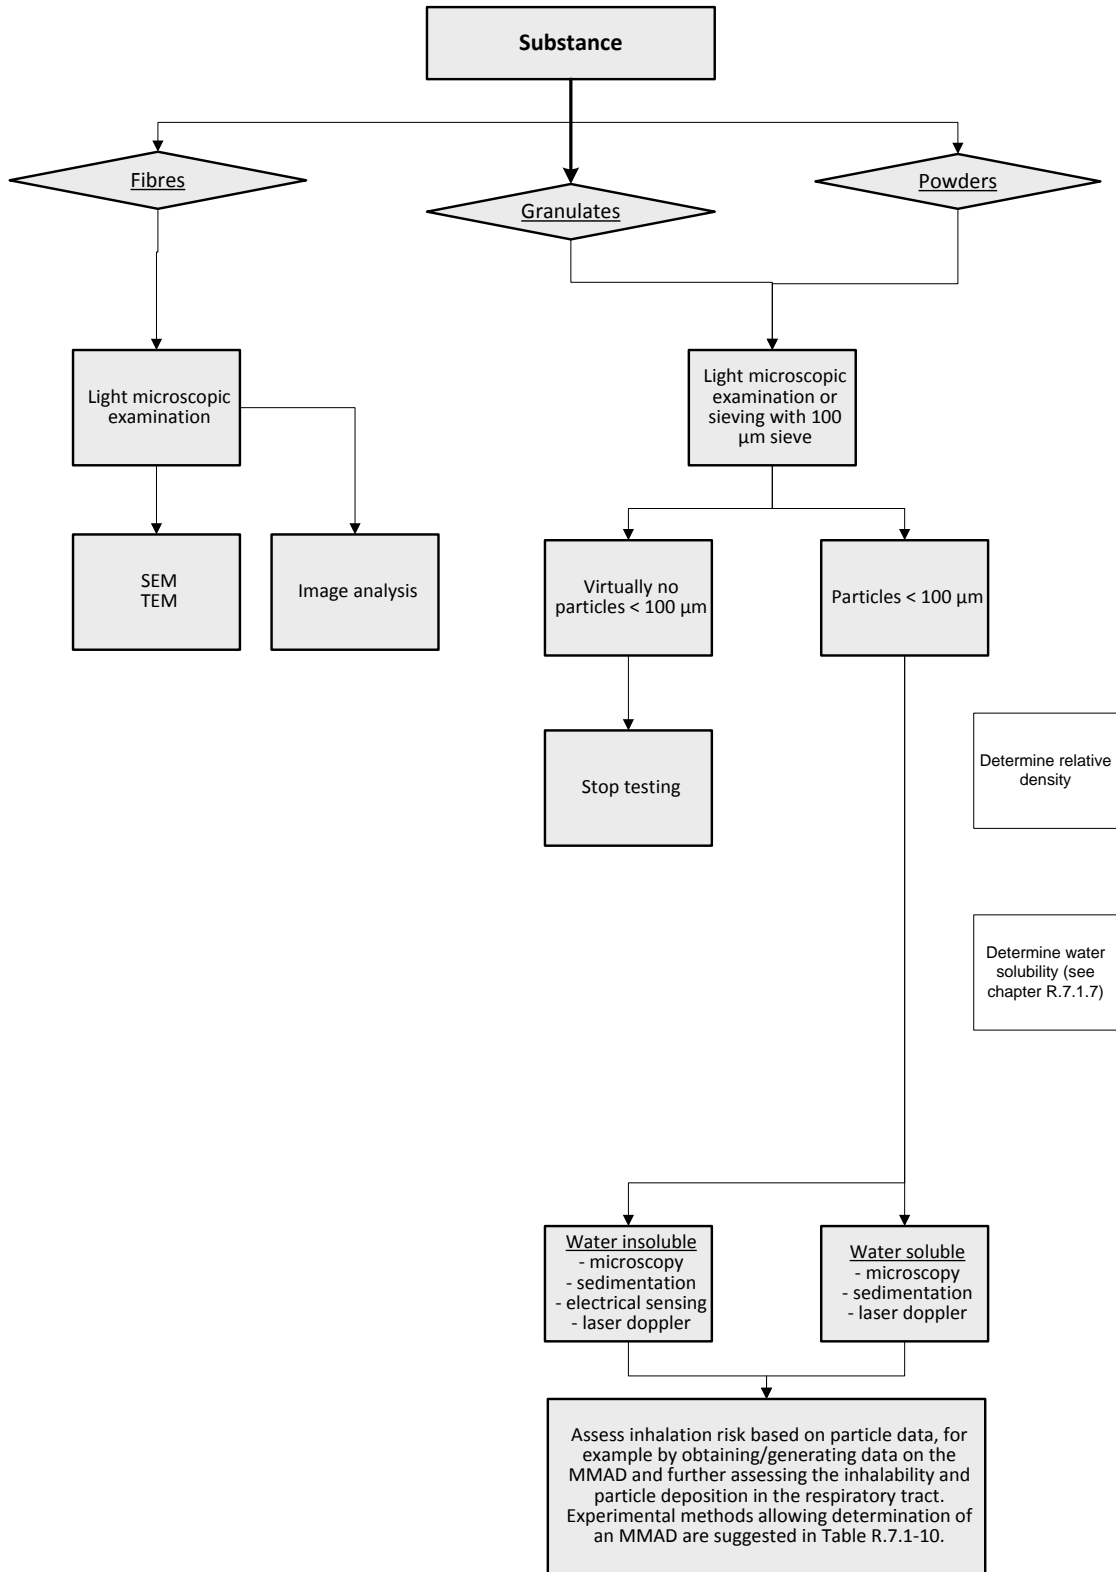 Substance
Fibres
Granulates
Powders
Light microscopic
examination
Light microscopic
examination or
sieving with 100
µm sieve
SEM
TEM
Image analysis
Virtually no
particles < 100 µm
Particles < 100 µm
Stop testing
Determine relative
density
Determine water
solubility (see
chapter R.7.1.7)
Water insoluble
- microscopy
- sedimentation
- electrical sensing
- laser doppler
Water soluble
- microscopy
- sedimentation
- laser doppler
Assess inhalation risk based on particle data, for
example by obtaining/generating data on the
MMAD and further assessing the inhalability and
particle deposition in the respiratory tract.
Experimental methods allowing determination of
an MMAD are suggested in Table R.7.1-10.